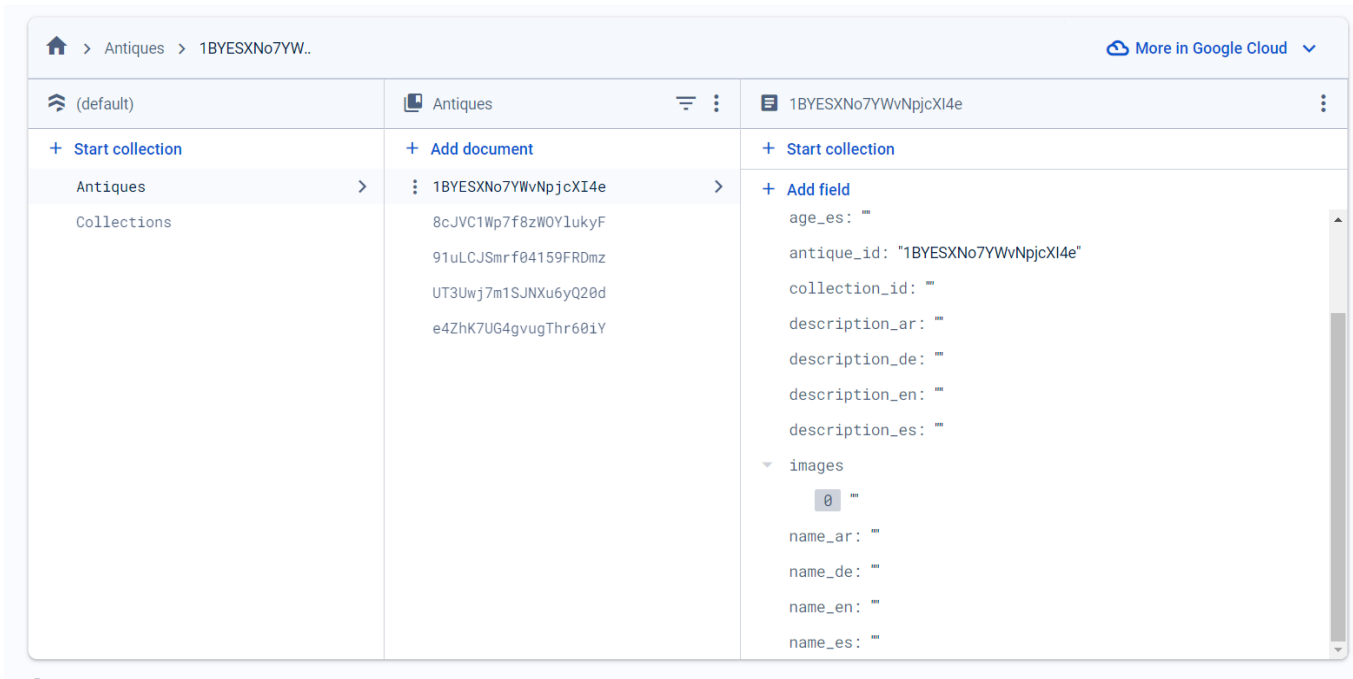 Antiques > 1BYESXNo7YW..
More in Google Cloud
(default)
Start collection
Antiques
Collections
Antiques
Add document
1BYESXNo7YWvNpjcXI4e
8cJVC1Wp7f8zWOYlukyF
91uLCJSmrf04159FRDmz
UT3Uwj7m1SJNXu6yQ20d
e4ZhK7UG4gvugThr60iY
1BYESXNo7YWvNpjcXI4e
Start collection
Add field
age_es: ""
antique_id: "1BYESXNo7YWvNpjcXI4e"
collection_id: ""
description_ar: ""
description_de: ""
description_en: ""
description_es: ""
images
0 ""
name_ar: ""
name_de: ""
name_en: ""
name_es: ""